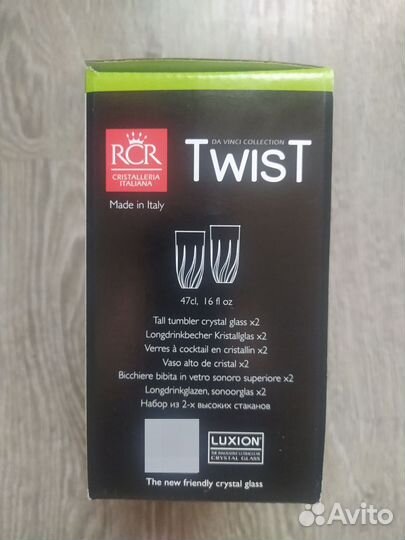 RCR
CRISTALLERIA
ITALIANA
Made in Italy
DA VINCI COLLECTION
TWIST
47cl, 16 fl oz
Tall tumbler crystal glass x2
Longdrinkbecher Kristallglas x2
Verres à cocktail en cristallin x2
Vaso alto de cristal x2
Bicchiere bibita in vetro sonoro superiore x2
Longdrinkglazen, sonoorglas x2
Набор из 2-х высоких стаканов
LUXION®
CRYSTAL GLASS
The new friendly crystal glass
Avito